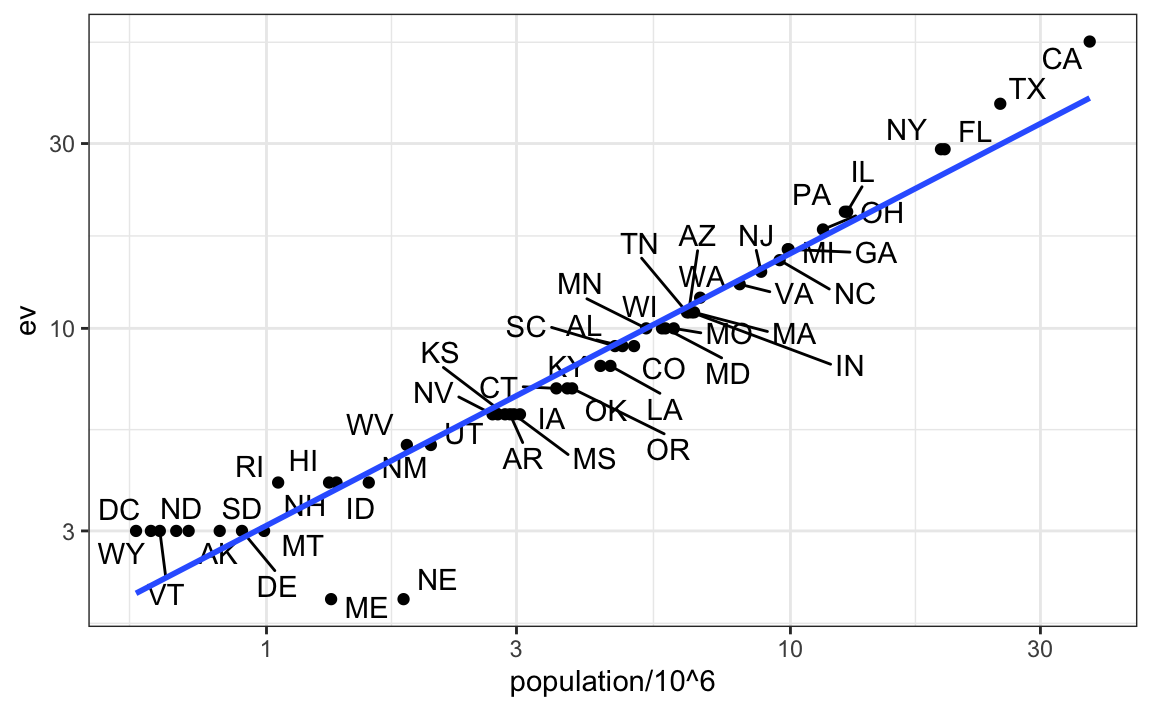 CA
TX
30
NY
FL
IL
PA
OH
TN
AZ
NJ
MI
GA
WA
MN
VA
NC
WI
ev
10
SC
AL
MO
MA
KS
KY
CO
MD
IN
NV
CT
IA
OK
LA
WV
UT
OR
AR
MS
RI
HI
NM
DC
ND
SD
NH
ID
3
WY
AK
MT
VT
DE
NE
ME
1
3
10
30
population/10^6